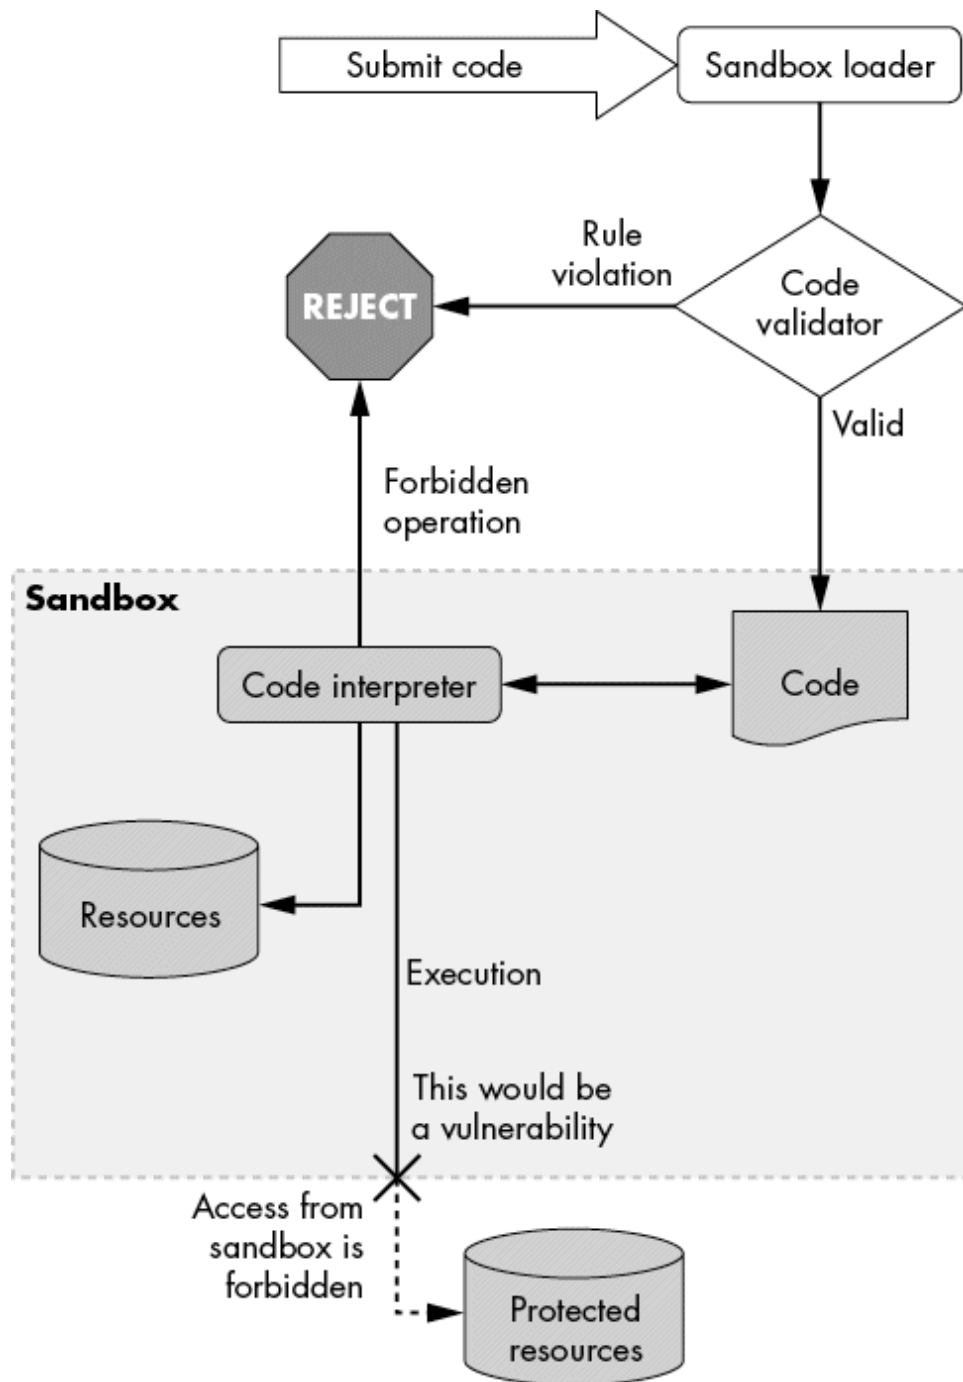 Submit code
Sandbox loader
Rule
violation
REJECT
Code
validator
Valid
Forbidden
operation
Sandbox
Code interpreter
Code
Resources
Execution
This would be
a vulnerability
Access from
sandbox is
forbidden
Protected
resources